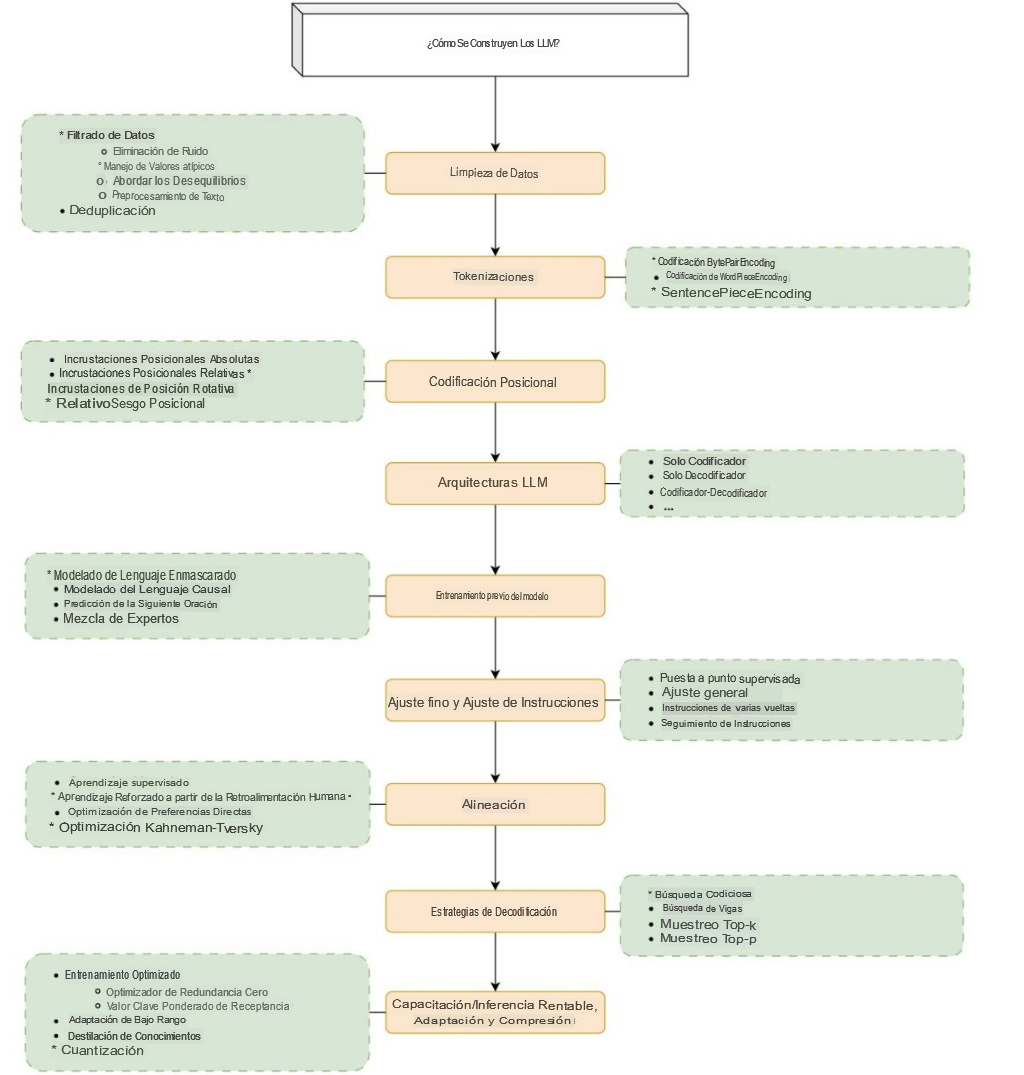 ¿Cómo Se Construyen Los LLM?
* Filtrado de Datos
Eliminación de Ruido
* Manejo de Valores atípicos
Abordar los Desequilibrios
Preprocesamiento de Texto
• Deduplicación
Limpieza de Datos
Tokenizaciones
* Codificación BytePairEncoding
• Codificación de WordPieceEncoding
* SentencePieceEncoding
• Incrustaciones Posicionales Absolutas
• Incrustaciones Posicionales Relativas *
Incrustaciones de Posición Rotativa
* Relativo Sesgo Posicional
Codificación Posicional
Arquitecturas LLM
• Solo Codificador
• Solo Decodificador
• Codificador-Decodificador
• ...
* Modelado de Lenguaje Enmascarado
• Modelado del Lenguaje Causal
• Predicción de la Siguiente Oración
• Mezcla de Expertos
Entrenamiento previo del modelo
Ajuste fino y Ajuste de Instrucciones
• Puesta a punto supervisada
• Ajuste general
• Instrucciones de varias vueltas
• Seguimiento de Instrucciones
• Aprendizaje supervisado
* Aprendizaje Reforzado a partir de la Retroalimentación Humana •
• Optimización de Preferencias Directas
* Optimización Kahneman-Tversky
Alineación
Estrategias de Decodificación
* Búsqueda Codiciosa
• Búsqueda de Vigas
• Muestreo Top-k
• Muestreo Top-p
• Entrenamiento Optimizado
Optimizador de Redundancia Cero
Valor Clave Ponderado de Receptancia
• Adaptación de Bajo Rango
• Destilación de Conocimientos
* Cuantización
Capacitación/Inferencia Rentable,
Adaptación y Compresión